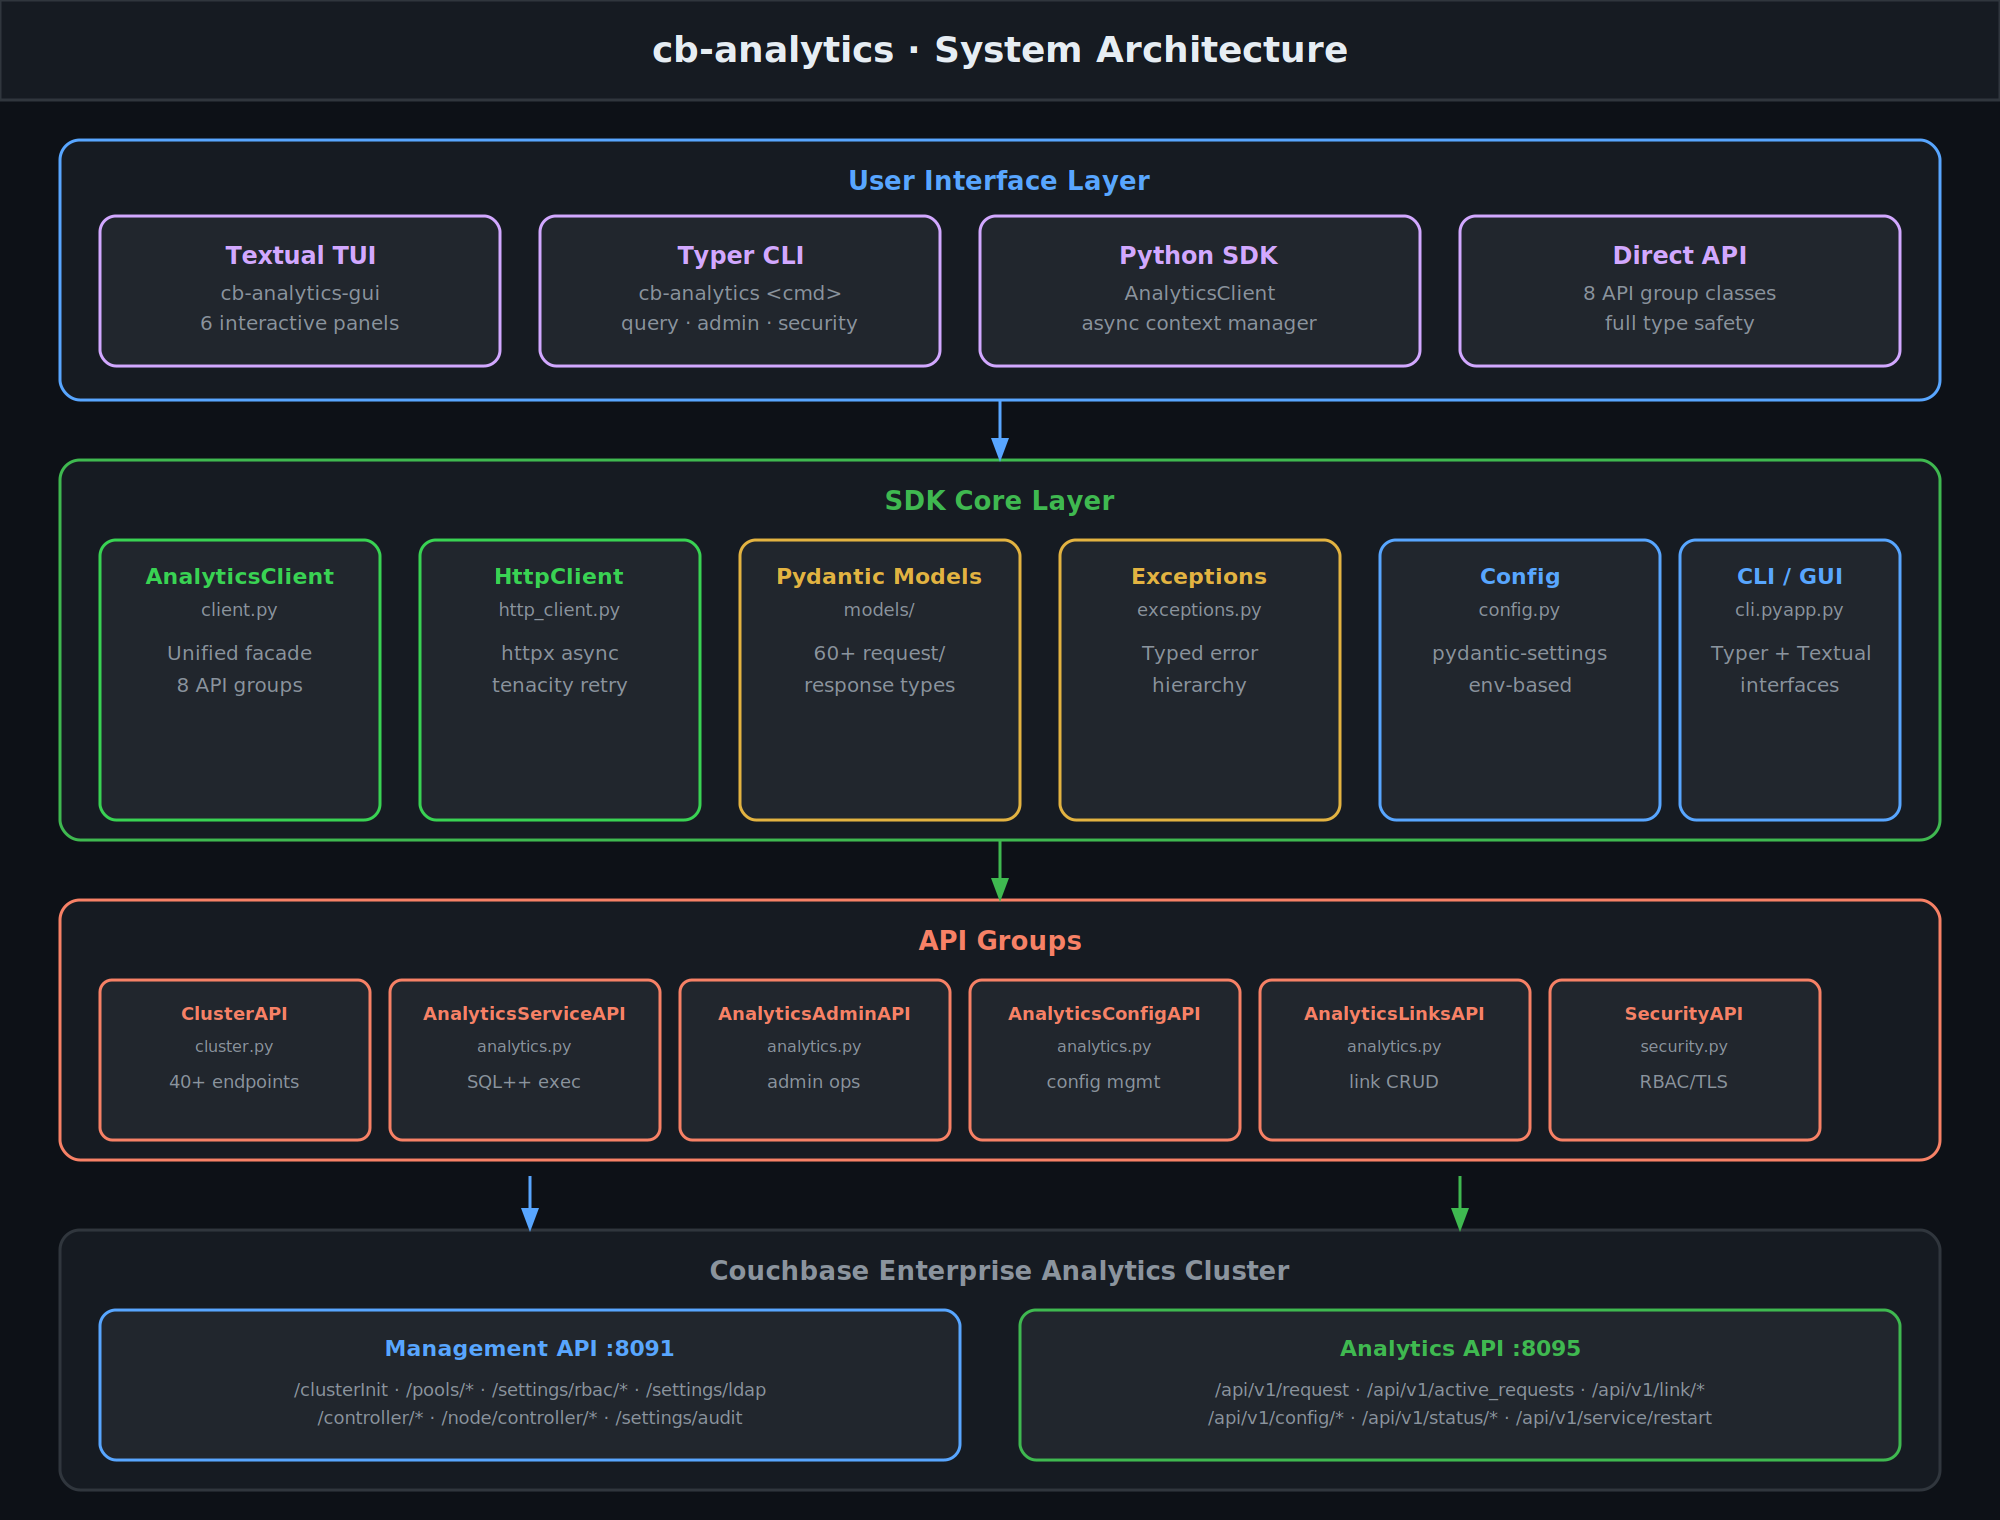 cb-analytics · System Architecture
User Interface Layer
Textual TUI
cb-analytics-gui
6 interactive panels
Typer CLI
cb-analytics <cmd>
query · admin · security
Python SDK
AnalyticsClient
async context manager
Direct API
8 API group classes
full type safety
SDK Core Layer
AnalyticsClient
client.py
Unified facade
8 API groups
HttpClient
http_client.py
httpx async
tenacity retry
Pydantic Models
models/
60+ request/
response types
Exceptions
exceptions.py
Typed error
hierarchy
Config
config.py
pydantic-settings
env-based
CLI / GUI
cli.pyapp.py
Typer + Textual
interfaces
API Groups
ClusterAPI
cluster.py
40+ endpoints
AnalyticsServiceAPI
analytics.py
SQL++ exec
AnalyticsAdminAPI
analytics.py
admin ops
AnalyticsConfigAPI
analytics.py
config mgmt
AnalyticsLinksAPI
analytics.py
link CRUD
SecurityAPI
security.py
RBAC/TLS
Couchbase Enterprise Analytics Cluster
Management API :8091
/clusterInit · /pools/* · /settings/rbac/* · /settings/ldap
/controller/* · /node/controller/* · /settings/audit
Analytics API :8095
/api/v1/request · /api/v1/active_requests · /api/v1/link/*
/api/v1/config/* · /api/v1/status/* · /api/v1/service/restart